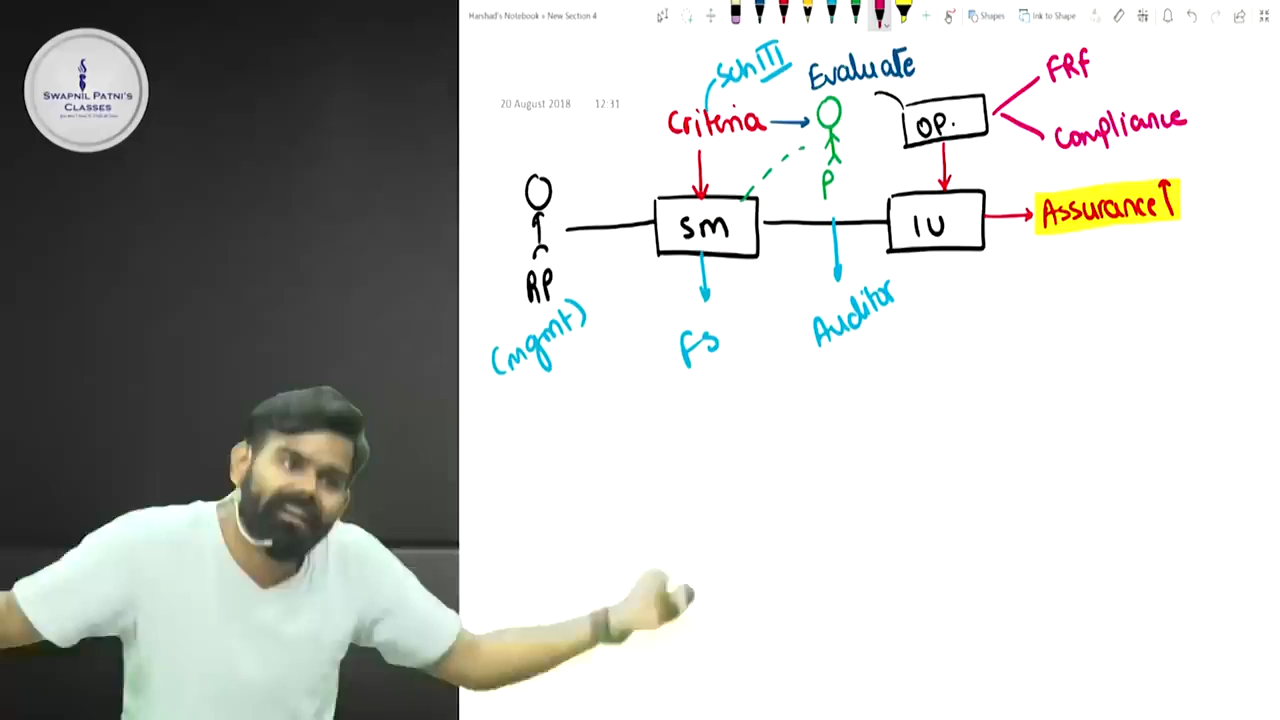 SWAPNIL PATNI'S
CLASSES
Harshad's Notebook » New Section 4
Shapes
Ink to Shape
20 August 2018 12:31
Sch III
Evaluate
FRF
Criteria
OP.
Compliance
P
SM
IU
Assurance↑
RP
(mgmt)
FS
Auditor